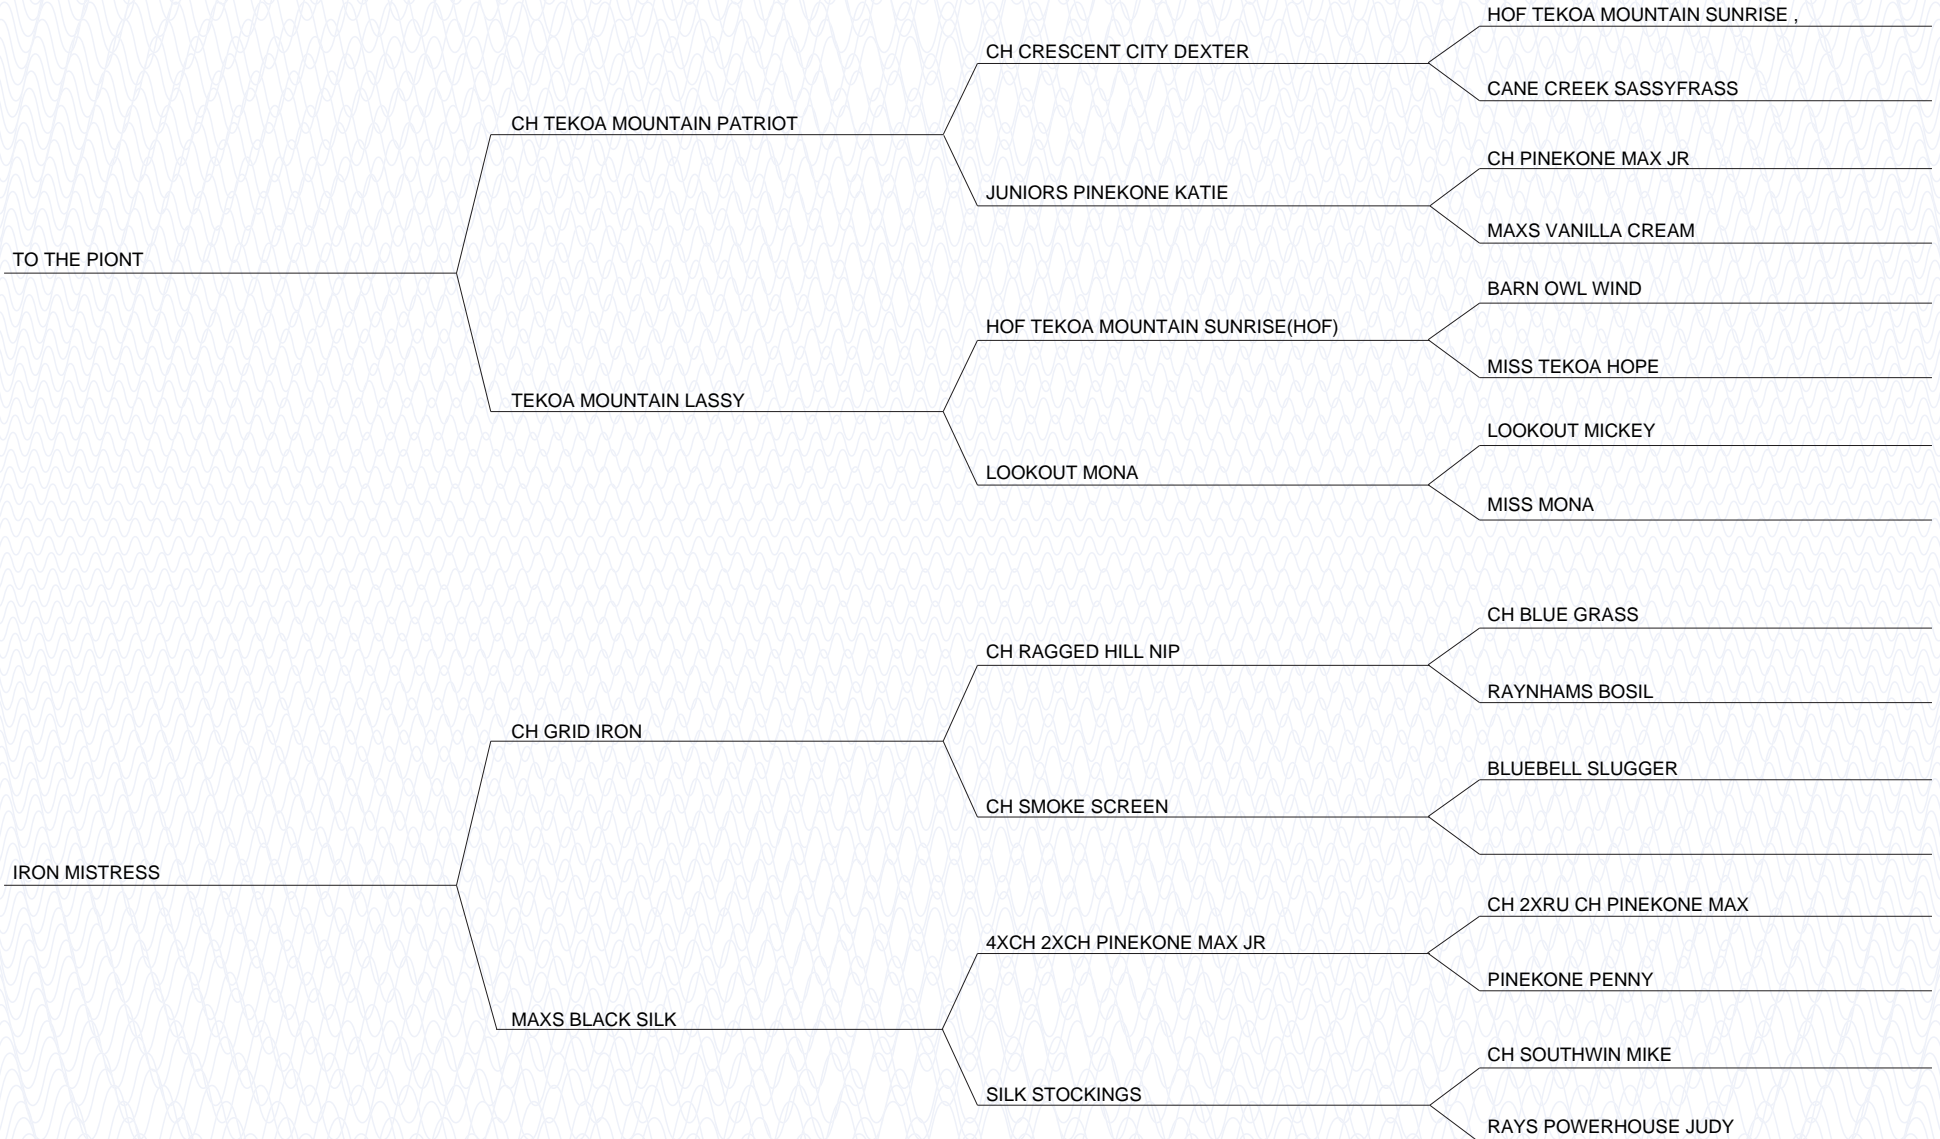 HOF TEKOA MOUNTAIN SUNRISE ,
CH CRESCENT CITY DEXTER
CANE CREEK SASSYFRASS
CH TEKOA MOUNTAIN PATRIOT
CH PINEKONE MAX JR
JUNIORS PINEKONE KATIE
MAXS VANILLA CREAM
TO THE PIONT
BARN OWL WIND
HOF TEKOA MOUNTAIN SUNRISE(HOF)
MISS TEKOA HOPE
TEKOA MOUNTAIN LASSY
LOOKOUT MICKEY
LOOKOUT MONA
MISS MONA
CH BLUE GRASS
CH RAGGED HILL NIP
RAYNHAMS BOSIL
CH GRID IRON
BLUEBELL SLUGGER
CH SMOKE SCREEN
IRON MISTRESS
CH 2XRU CH PINEKONE MAX
4XCH 2XCH PINEKONE MAX JR
PINEKONE PENNY
MAXS BLACK SILK
CH SOUTHWIN MIKE
SILK STOCKINGS
RAYS POWERHOUSE JUDY